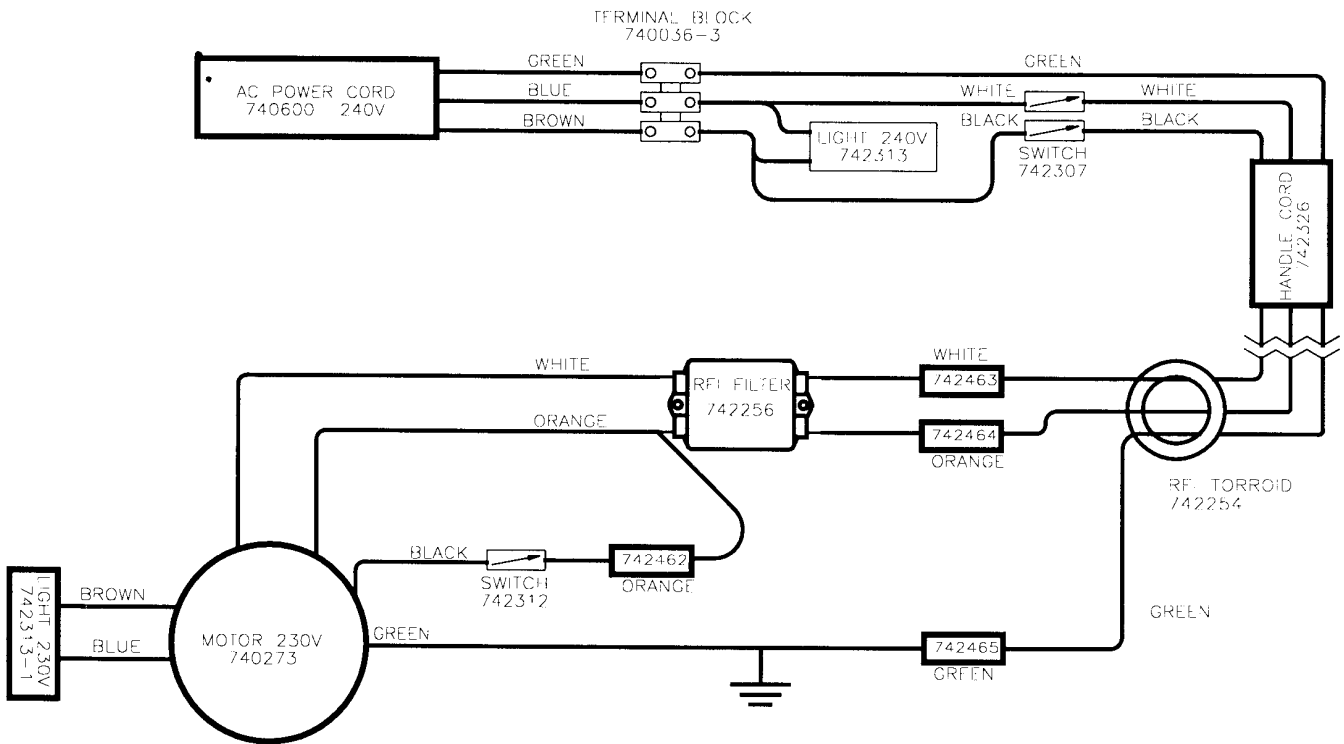 TERMINAL BLOCK
740036-3
AC POWER CORD
740600 240V
GREEN
BLUE
BROWN
GREEN
WHITE
WHITE
BLACK
BLACK
LIGHT 240V
742313
SWITCH
742307
HANDLE CORD
742326
WHITE
ORANGE
RFI FILTER
742256
WHITE
742463
742464
ORANGE
RFI TORROID
742254
BLACK
SWITCH
742312
742462
ORANGE
LIGHT 230V
742313-1
BROWN
BLUE
MOTOR 230V
740273
GREEN
742465
GREEN
GREEN